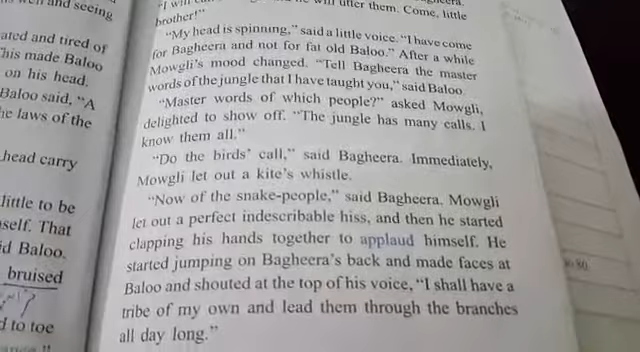 and seeing
ated and tired of
This made Baloo
on his head.
Baloo said, "A
he laws of the
head carry
little to be
self. That
id Baloo.
bruised
d to toe
utter them. Come, little
brother!"
"My head is spinning," said a little voice. "I have come
for Bagheera and not for fat old Baloo." After a while
Mowgli's mood changed. "Tell Bagheera the master
words of the jungle that I have taught you," said Baloo.
"Master words of which people?" asked Mowgli,
delighted to show off. "The jungle has many calls. I
know them all."
"Do the birds' call," said Bagheera. Immediately,
Mowgli let out a kite's whistle.
"Now of the snake-people," said Bagheera. Mowgli
let out a perfect indescribable hiss, and then he started
clapping his hands together to applaud himself. He
started jumping on Bagheera's back and made faces at
Baloo and shouted at the top of his voice, "I shall have a
tribe of my own and lead them through the branches
all day long."